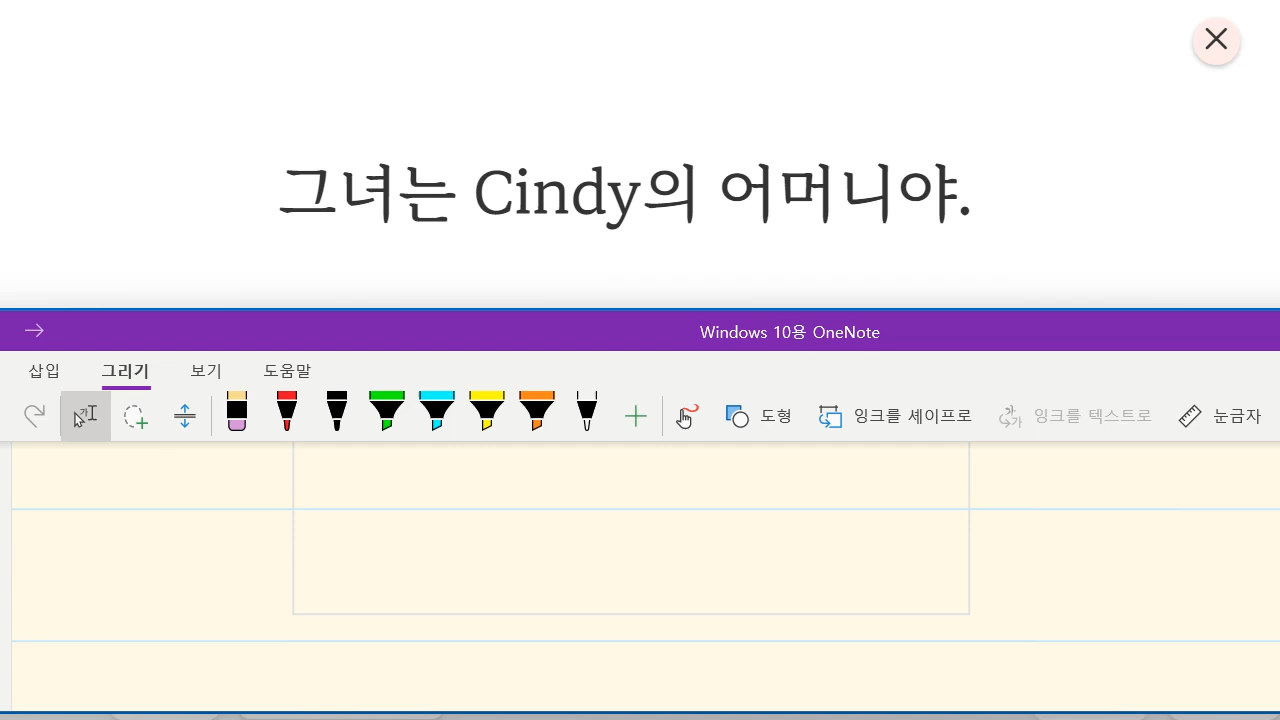 그녀는 Cindy의 어머니야.
Windows 10용 OneNote
삽입 그리기 보기 도움말
도형 잉크를 셰이프로 잉크를 텍스트로 눈금자